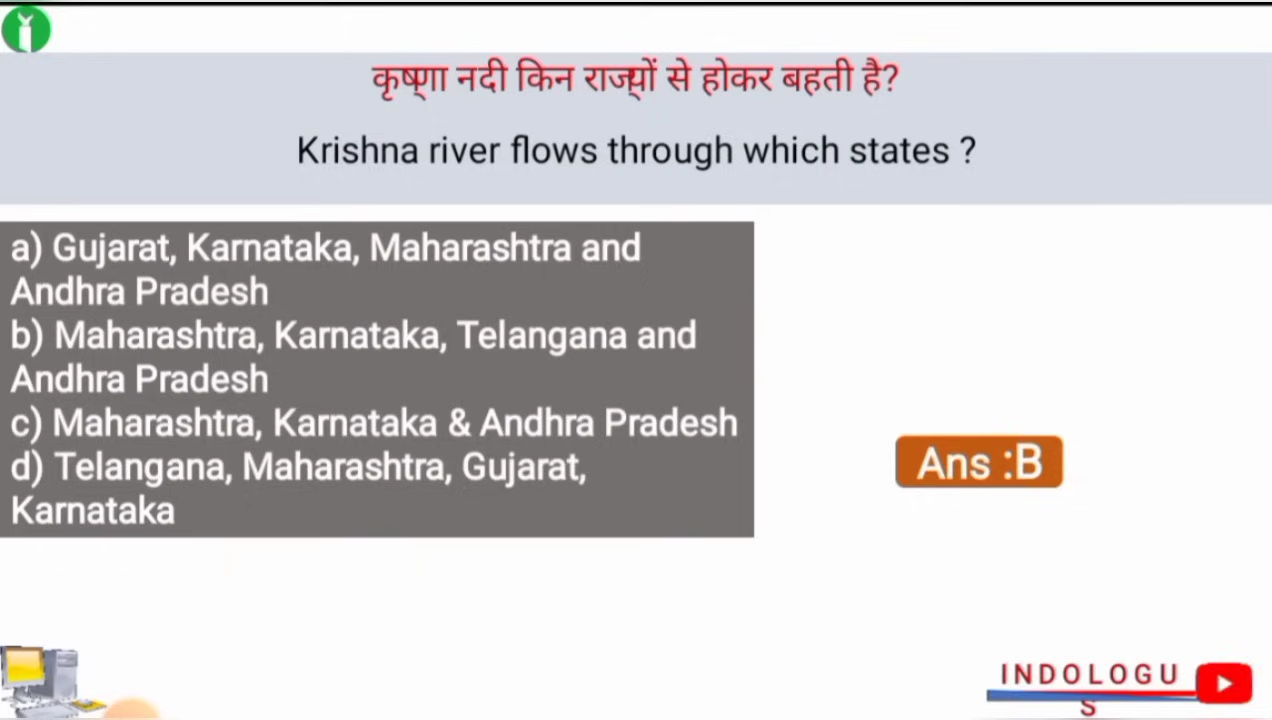 कृष्णा नदी किन राज्यों से होकर बहती है?
Krishna river flows through which states ?
a) Gujarat, Karnataka, Maharashtra and
Andhra Pradesh
b) Maharashtra, Karnataka, Telangana and
Andhra Pradesh
c) Maharashtra, Karnataka & Andhra Pradesh
d) Telangana, Maharashtra, Gujarat,
Karnataka
Ans :B
INDOLOGU
S